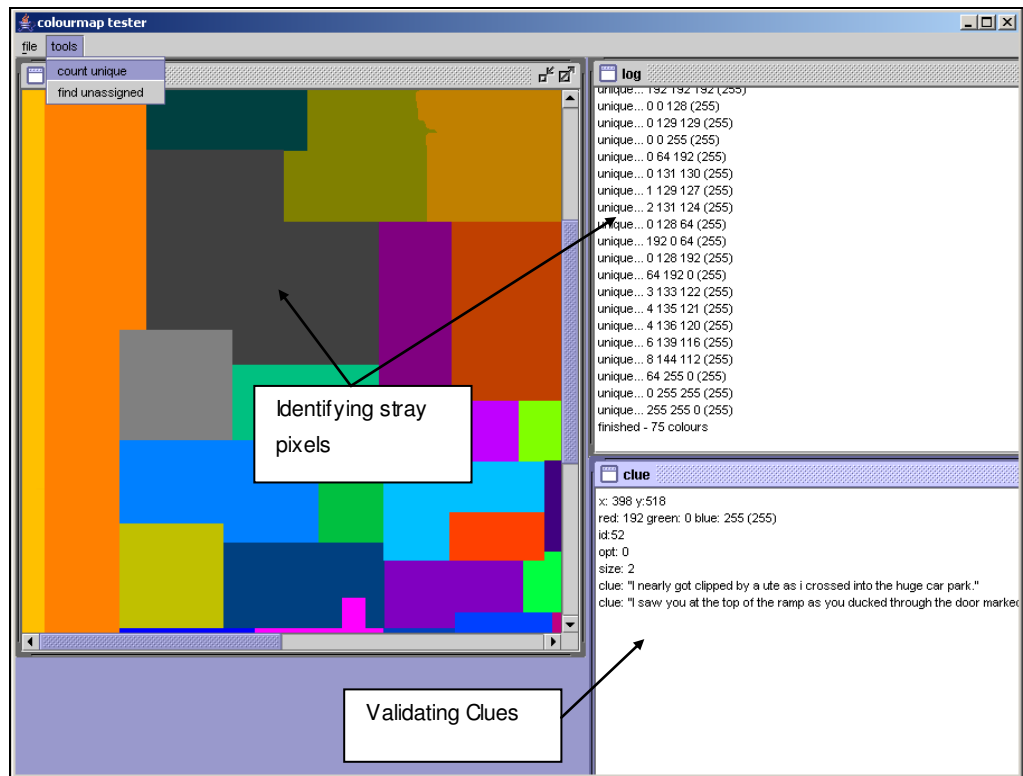 colourmap tester
file tools
count unique
find unassigned
log
unique... 192 192 192 (255)
unique... 0 0 128 (255)
unique... 0 129 129 (255)
unique... 0 0 255 (255)
unique... 0 64 192 (255)
unique... 0 131 130 (255)
unique... 1 129 127 (255)
unique... 2 131 124 (255)
unique... 0 128 64 (255)
unique... 192 0 64 (255)
unique... 0 128 192 (255)
unique... 64 192 0 (255)
unique... 3 133 122 (255)
unique... 4 135 121 (255)
unique... 4 136 120 (255)
unique... 6 139 116 (255)
unique... 8 144 112 (255)
unique... 64 255 0 (255)
unique... 0 255 255 (255)
unique... 255 255 0 (255)
finished - 75 colours
Identifying stray
pixels
clue
x: 398 y:518
red: 192 green: 0 blue: 255 (255)
id:52
opt: 0
size: 2
clue: "I nearly got clipped by a ute as i crossed into the huge car park."
clue: "I saw you at the top of the ramp as you ducked through the door marked
Validating Clues